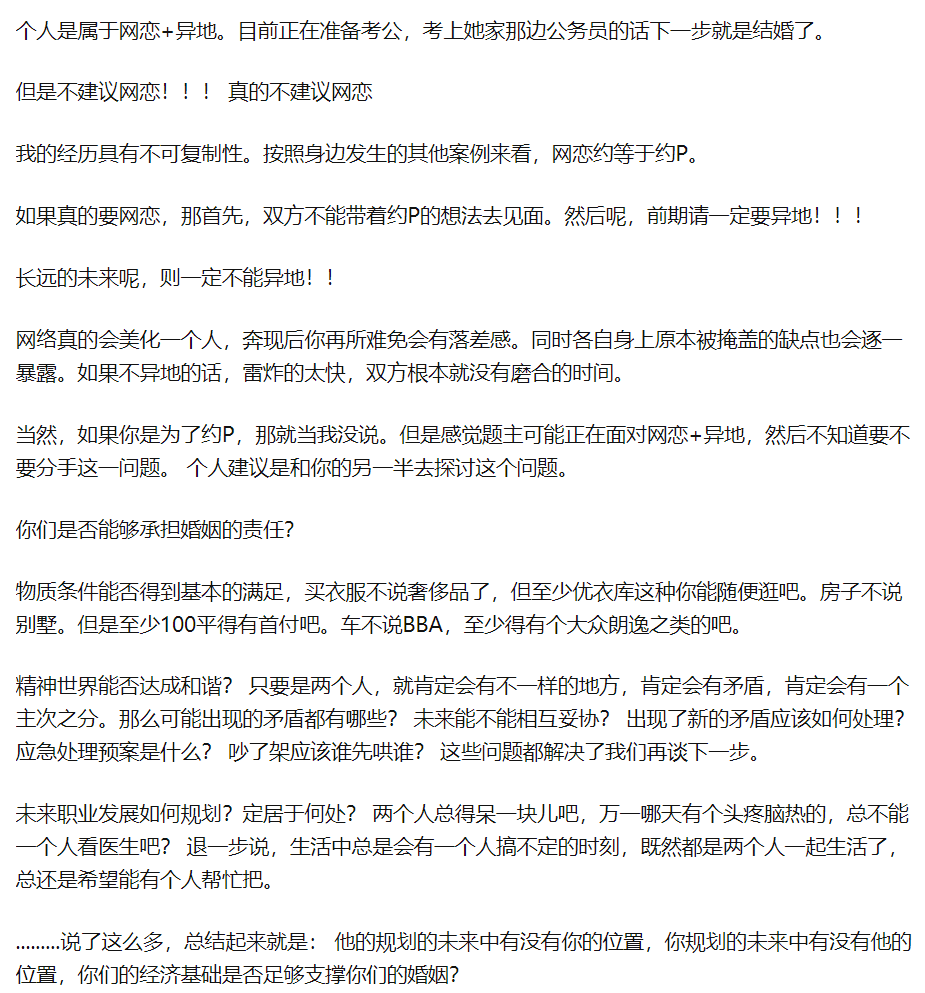 个人是属于网恋+异地。目前正在准备考公，考上她家那边公务员的话下一步就是结婚了。
但是不建议网恋！！！ 真的不建议网恋
我的经历具有不可复制性。按照身边发生的其他案例来看，网恋约等于约P。
如果真的要网恋，那首先，双方不能带着约P的想法去见面。然后呢，前期请一定要异地！！！
长远的未来呢，则一定不能异地！！
网络真的会美化一个人，奔现后你再所难免会有落差感。同时各自身上原本被掩盖的缺点也会逐一
暴露。如果不异地的话，雷炸的太快，双方根本就没有磨合的时间。
当然，如果你是为了约P，那就当我没说。但是感觉题主可能正在面对网恋+异地，然后不知道要不
要分手这一问题。 个人建议是和你的另一半去探讨这个问题。
你们是否能够承担婚姻的责任？
物质条件能否得到基本的满足，买衣服不说奢侈品了，但至少优衣库这种你能随便逛吧。房子不说
别墅。但是至少100平得有首付吧。车不说BBA，至少得有个大众朗逸之类的吧。
精神世界能否达成和谐？ 只要是两个人，就肯定会有不一样的地方，肯定会有矛盾，肯定会有一个
主次之分。那么可能出现的矛盾都有哪些？ 未来能不能相互妥协？ 出现了新的矛盾应该如何处理？
应急处理预案是什么？ 吵了架应该谁先哄谁？ 这些问题都解决了我们再谈下一步。
未来职业发展如何规划？定居于何处？ 两个人总得呆一块儿吧，万一哪天有个头疼脑热的，总不能
一个人看医生吧？ 退一步说，生活中总是会有一个人搞不定的时刻，既然都是两个人一起生活了，
总还是希望能有个人帮忙把。
………说了这么多，总结起来就是： 他的规划的未来中有没有你的位置，你规划的未来中有没有他的
位置，你们的经济基础是否足够支撑你们的婚姻？